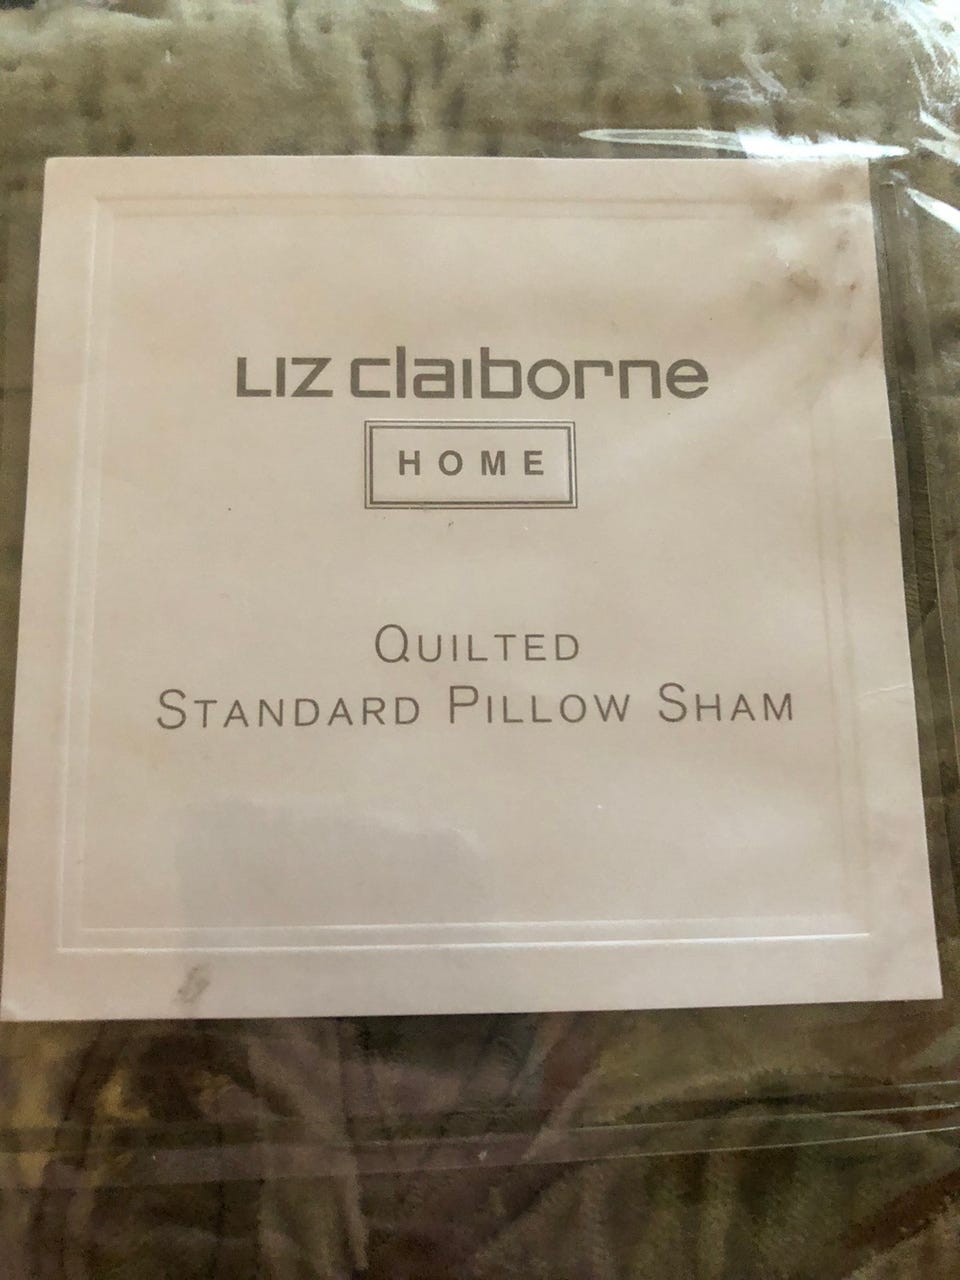 LIZ claiborne
HOME
QUILTED
STANDARD PILLOW SHAM